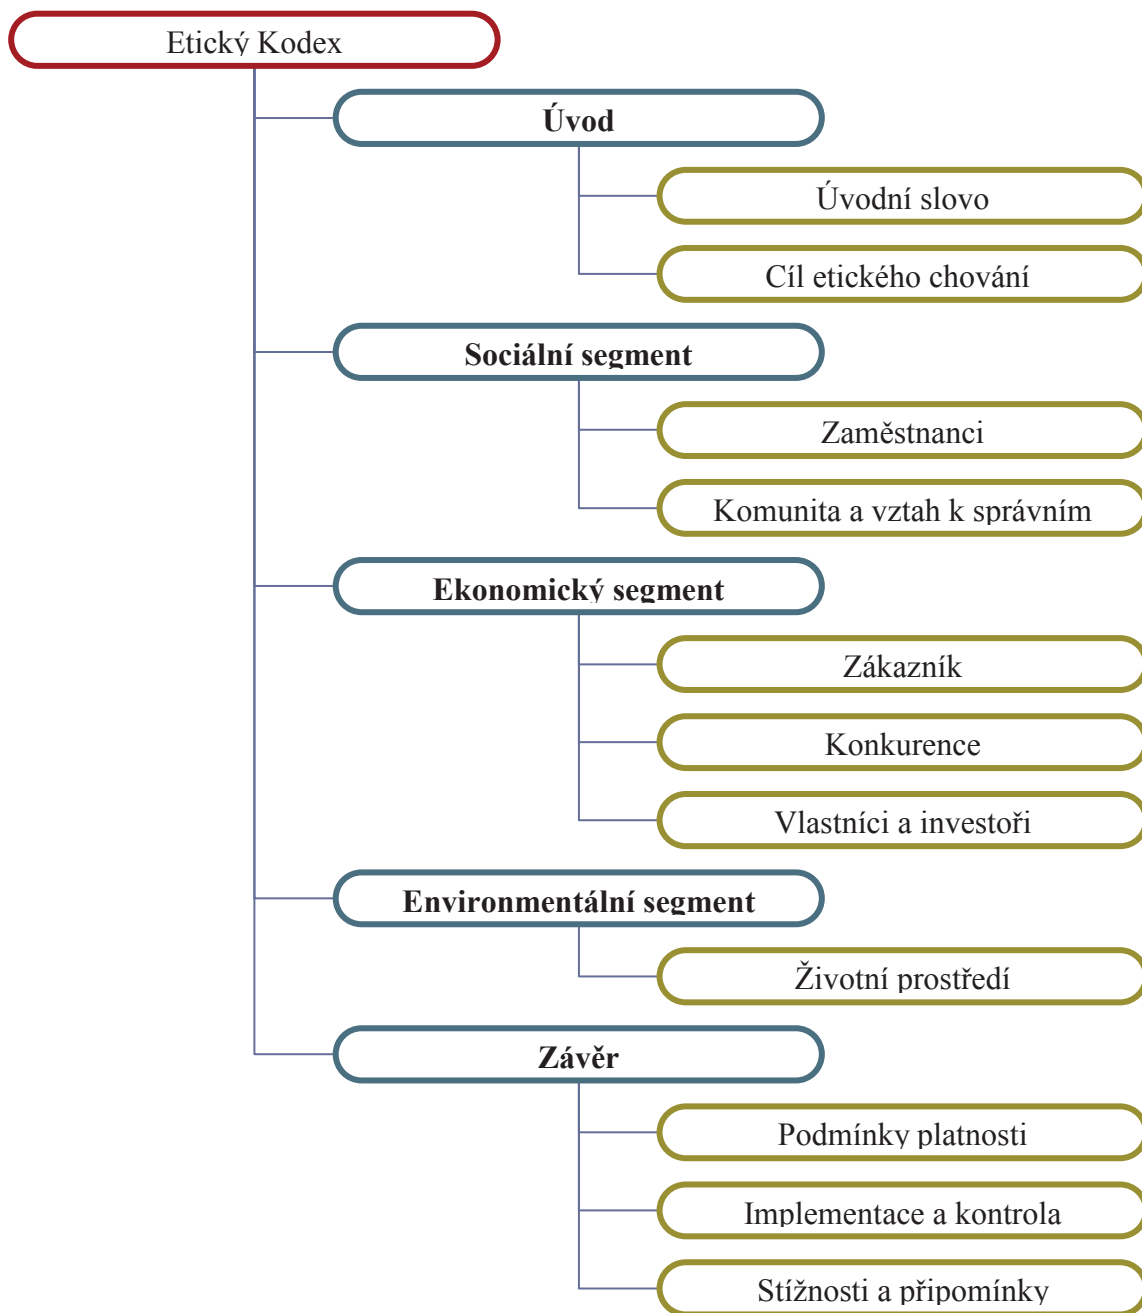 Etický Kodex
Úvod
Úvodní slovo
Cíl etického chování
Sociální segment
Zaměstnanci
Komunita a vztah k správním
Ekonomický segment
Zákazník
Konkurence
Vlastníci a investoři
Environmentální segment
Životní prostředí
Závěr
Podmínky platnosti
Implementace a kontrola
Stížnosti a připomínky